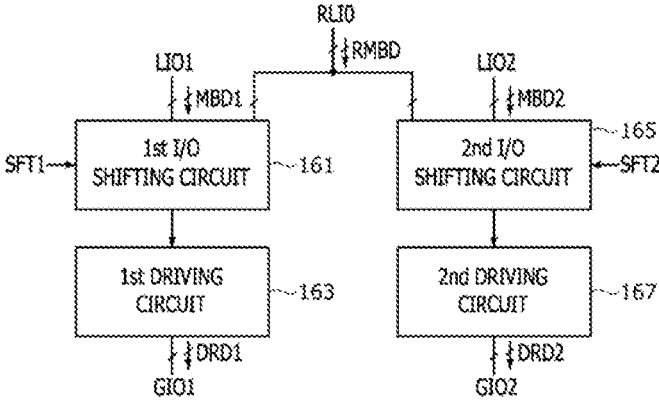 RLIO
RMBD
LIO1
LIO2
MBD1
MBD2
165
SFT1
1st I/O
SHIFTING CIRCUIT
161
2nd I/O
SHIFTING CIRCUIT
SFT2
1st DRIVING
CIRCUIT
163
2nd DRIVING
CIRCUIT
167
DRD1
DRD2
GIO1
GIO2